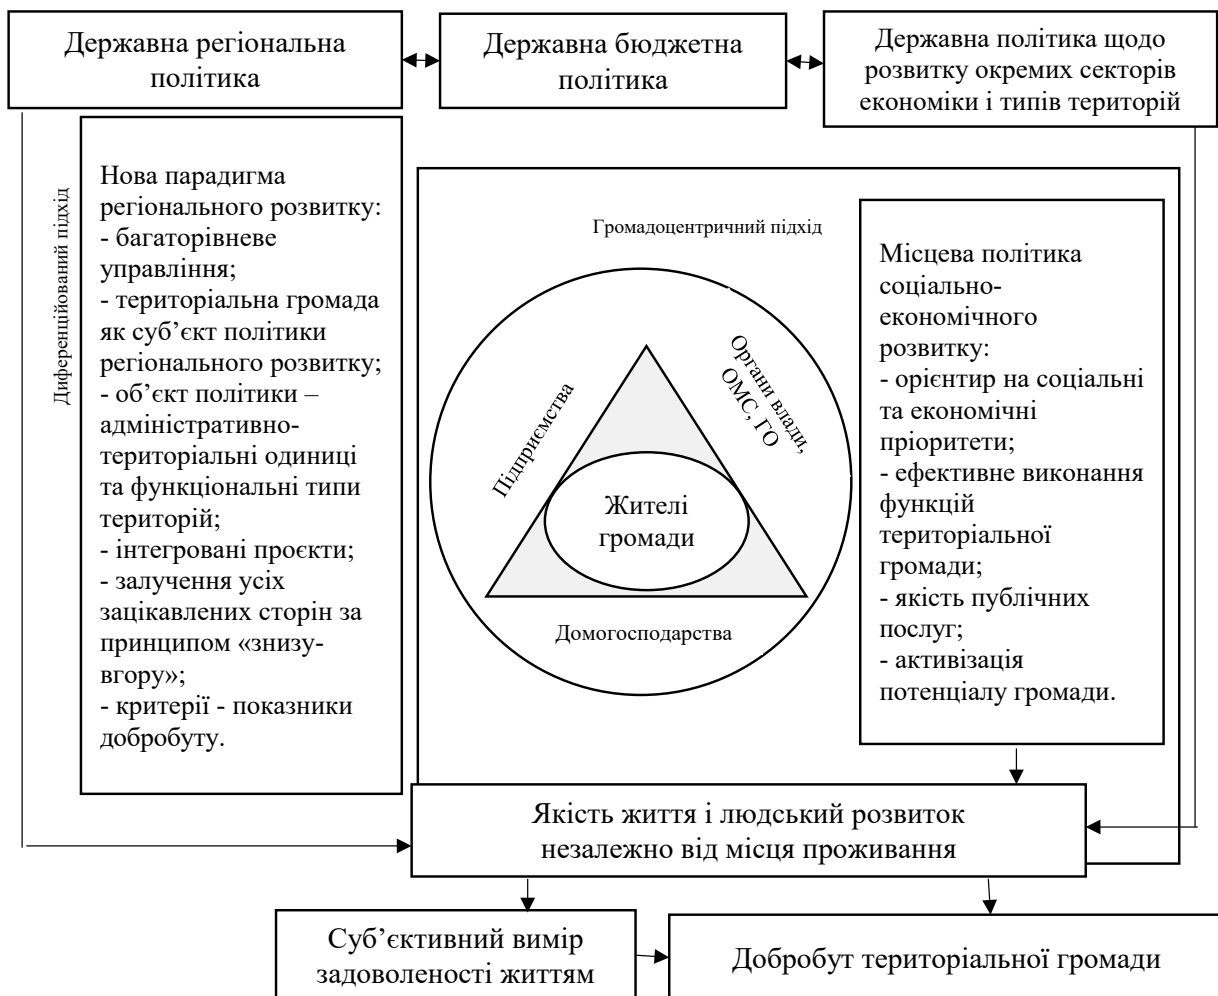 Державна регіональна
політика
Державна бюджетна
політика
Державна політика щодо
розвитку окремих секторів
економіки і типів територій
Диференційований підхід
Нова парадигма
регіонального розвитку:
- багаторівневе
управління;
- територіальна громада
як суб’єкт політики
регіонального розвитку;
- об’єкт політики –
адміністративно-
територіальні одиниці
та функціональні типи
територій;
- інтегровані проєкти;
- залучення усіх
зацікавлених сторін за
принципом «знизу-
вгору»;
- критерії - показники
добробуту.
Громадоцентричний підхід
Підприємства
Органи влади,
ОМС, ГО
Жителі
громади
Домогосподарства
Місцева політика
соціально-
економічного
розвитку:
- орієнтир на соціальні
та економічні
пріоритети;
- ефективне виконання
функцій
територіальної
громади;
- якість публічних
послуг;
- активізація
потенціалу громади.
Якість життя і людський розвиток
незалежно від місця проживання
Суб’єктивний вимір
задоволеності життям
Добробут територіальної громади